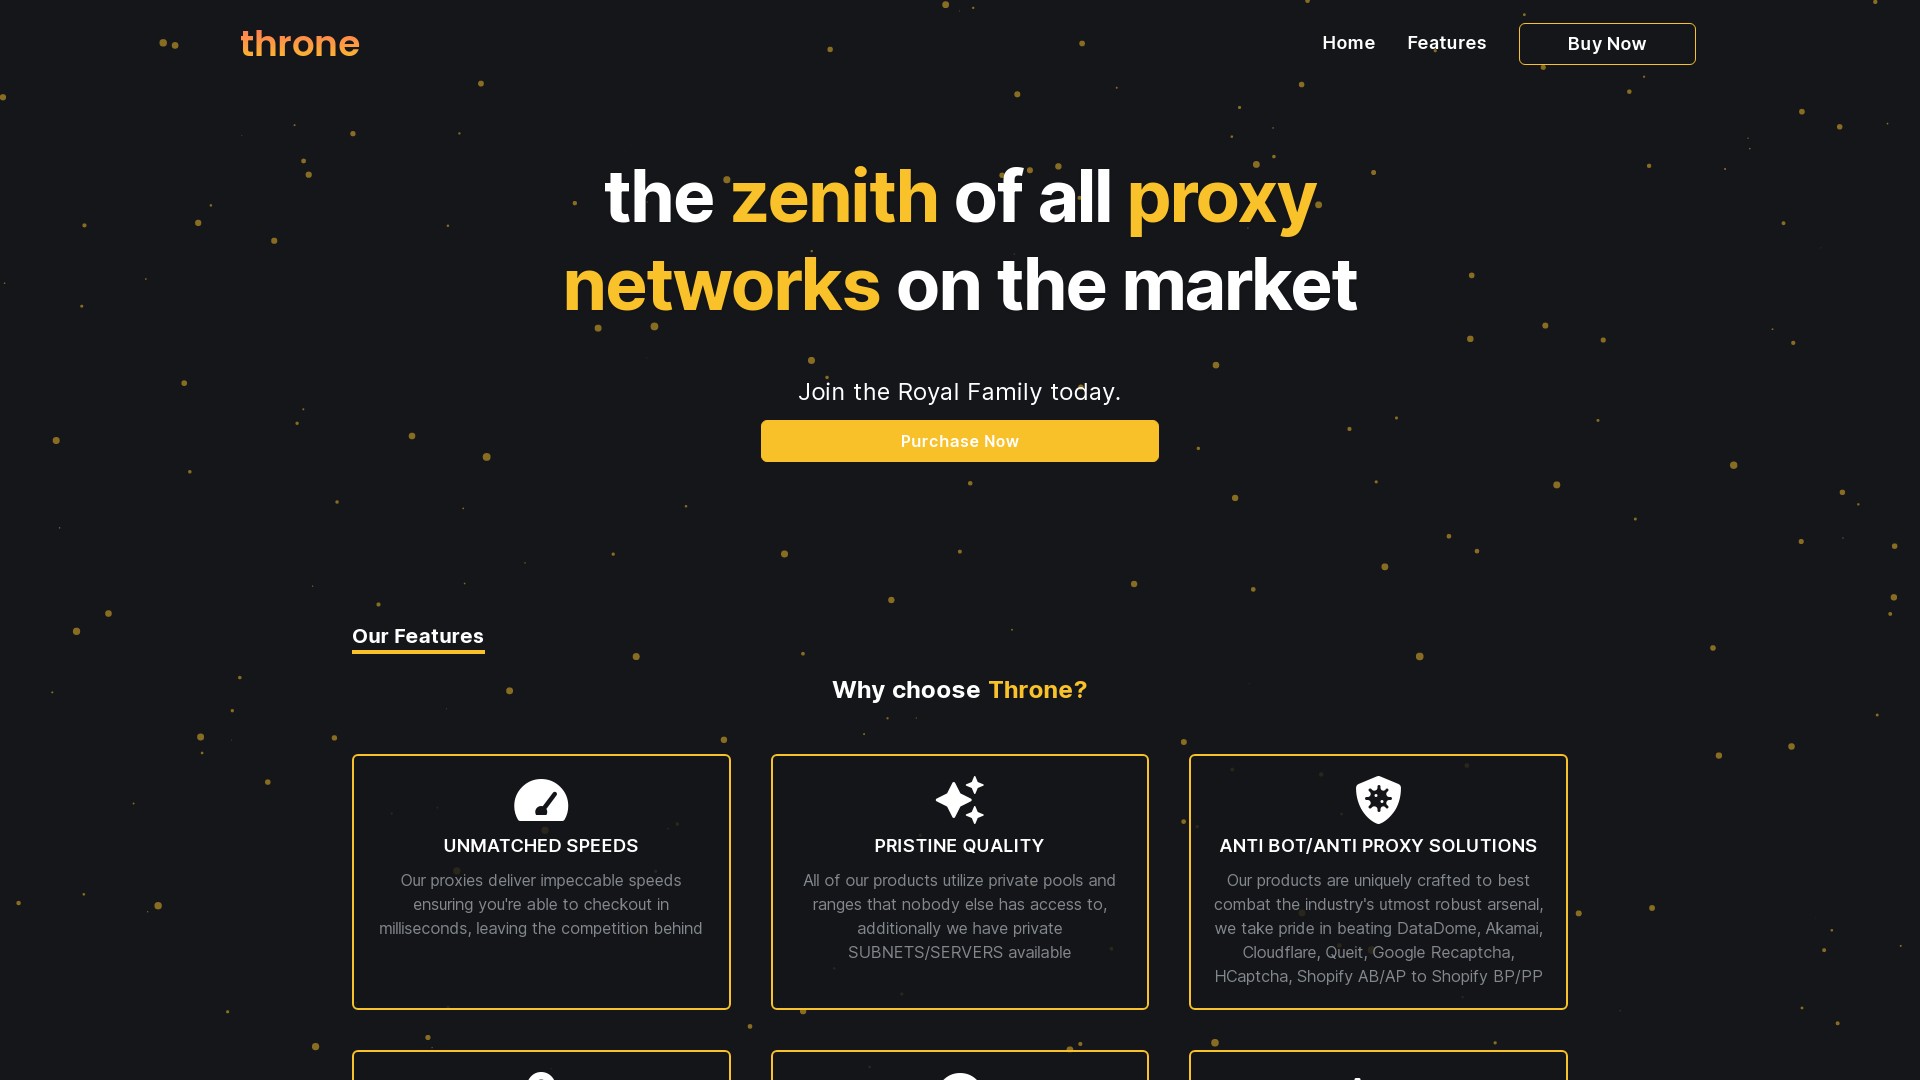 throne
Home
Features
Buy Now
the zenith of all proxy
networks on the market
Join the Royal Family today.
Purchase Now
Our Features
Why choose Throne?
UNMATCHED SPEEDS
Our proxies deliver impeccable speeds
ensuring you're able to checkout in
milliseconds, leaving the competition behind
PRISTINE QUALITY
All of our products utilize private pools and
ranges that nobody else has access to,
additionally we have private
SUBNETS/SERVERS available
ANTI BOT/ANTI PROXY SOLUTIONS
Our products are uniquely crafted to best
combat the industry's utmost robust arsenal,
we take pride in beating DataDome, Akamai,
Cloudflare, Queit, Google Recaptcha,
HCaptcha, Shopify AB/AP to Shopify BP/PP